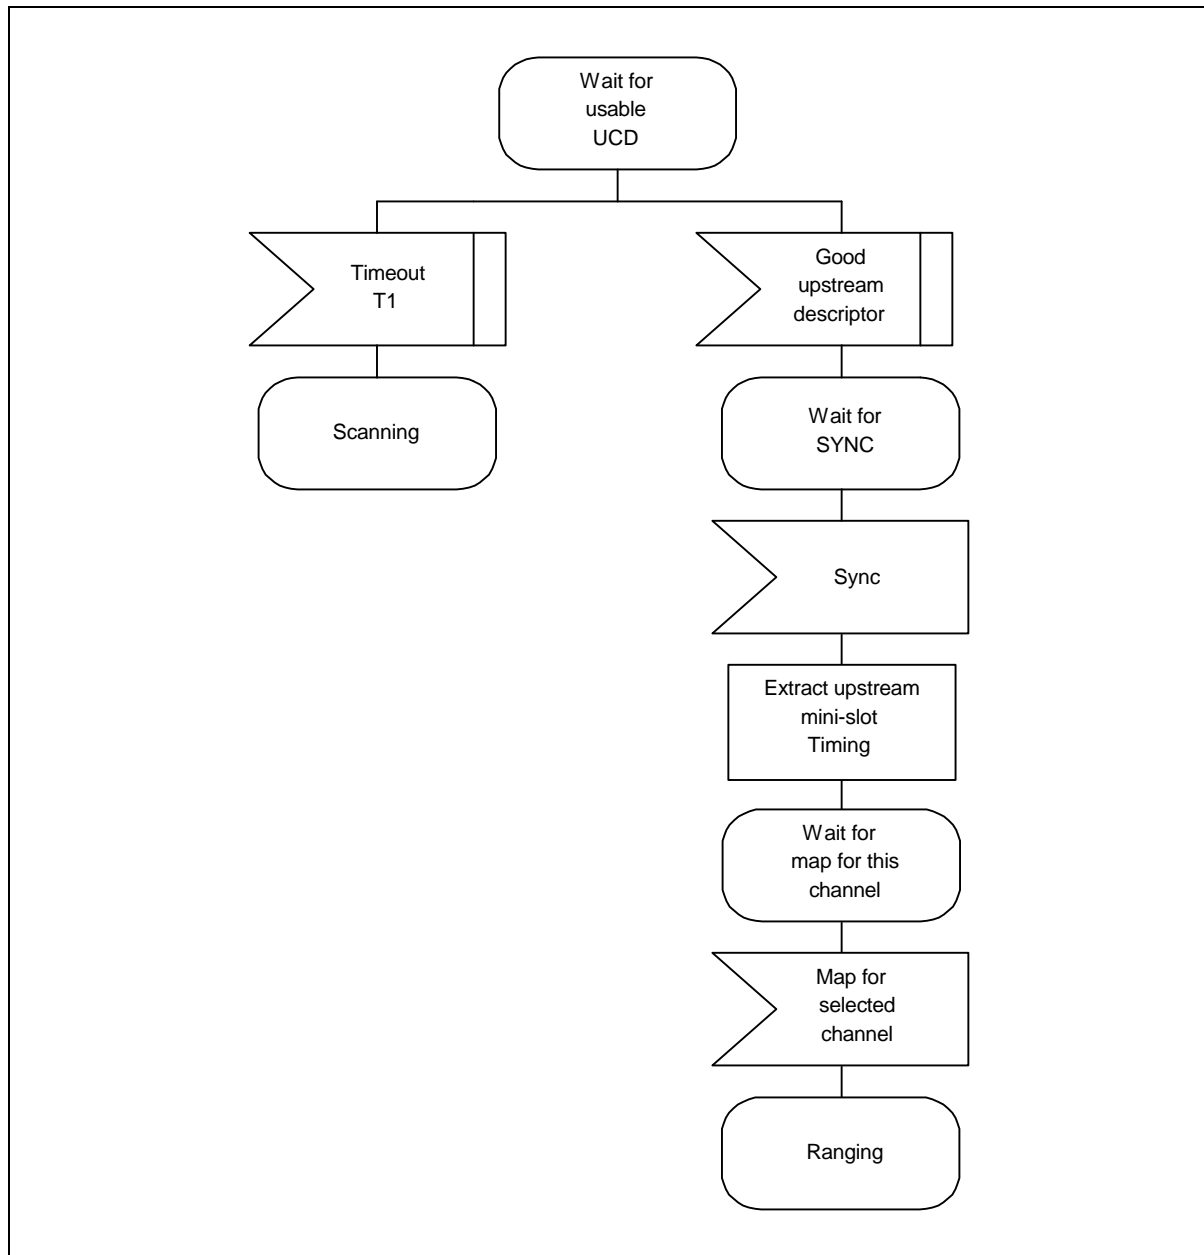 Wait for
usable
UCD
Timeout
T1
Good
upstream
descriptor
Scanning
Wait for
SYNC
Sync
Extract upstream
mini-slot
Timing
Wait for
map for this
channel
Map for
selected
channel
Ranging